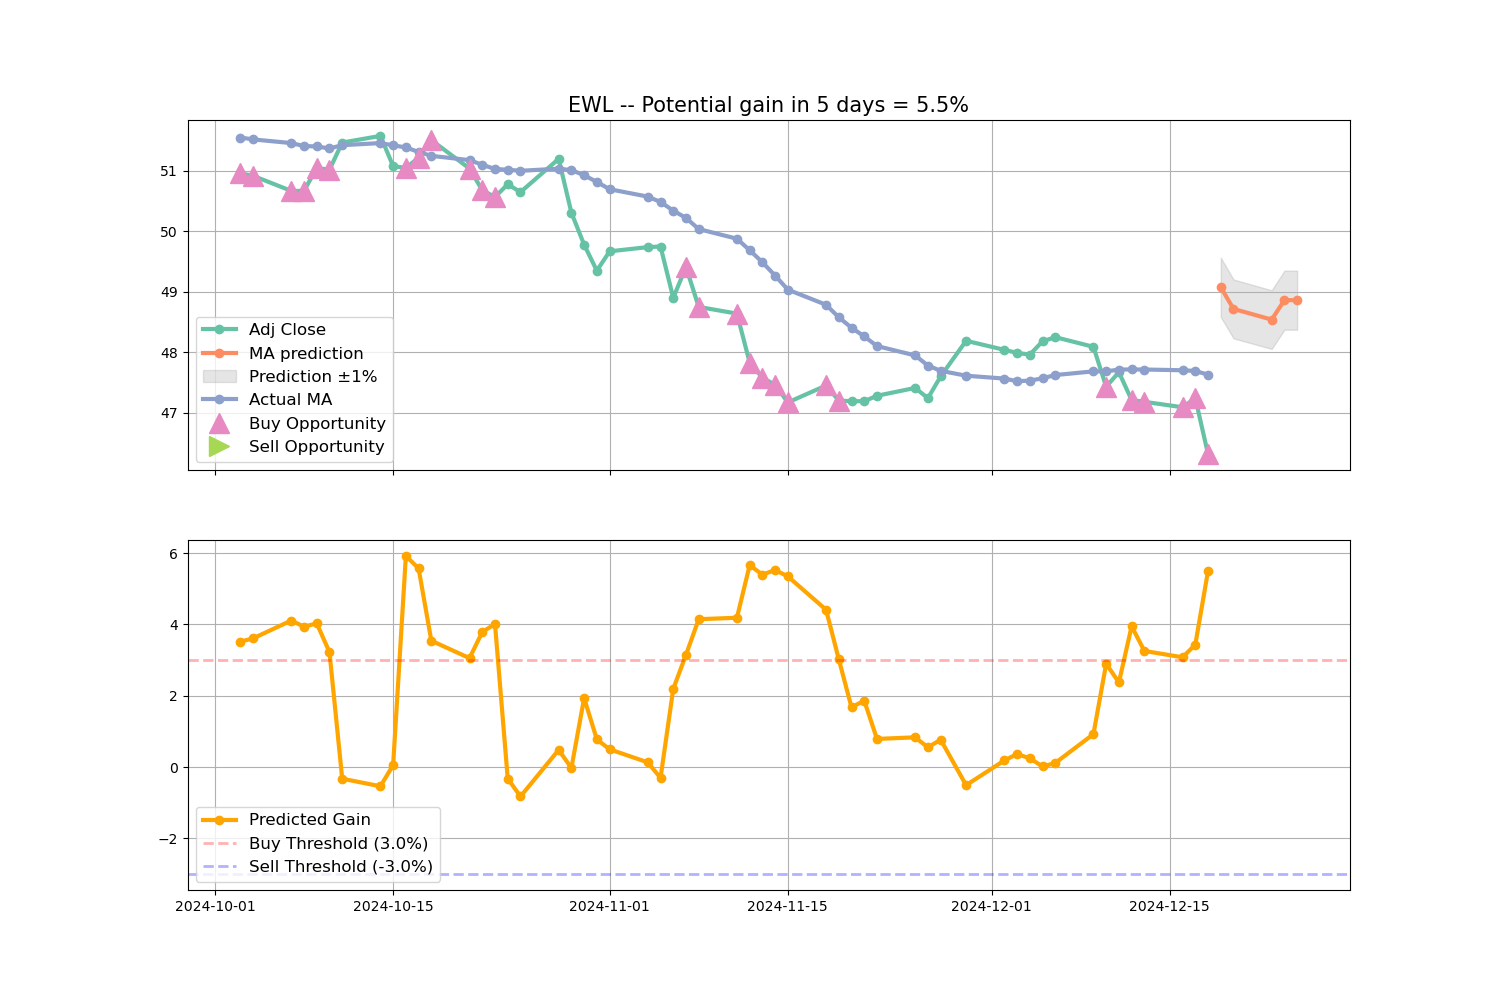 EWL -- Potential gain in 5 days = 5.5%
51
50
49
48
47
Adj Close
MA prediction
Prediction ±1%
Actual MA
Buy Opportunity
Sell Opportunity
6
4
2
0
−2
Predicted Gain
Buy Threshold (3.0%)
Sell Threshold (-3.0%)
2024-10-01 2024-10-15 2024-11-01 2024-11-15 2024-12-01 2024-12-15